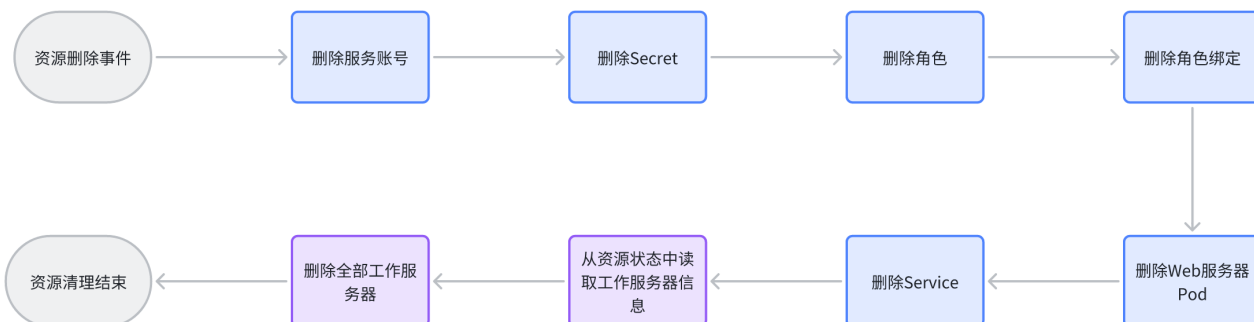 资源删除事件
删除服务账号
删除Secret
删除角色
删除角色绑定
删除Web服务器
Pod
删除Service
从资源状态中读
取工作服务器信
息
删除全部工作服
务器
资源清理结束